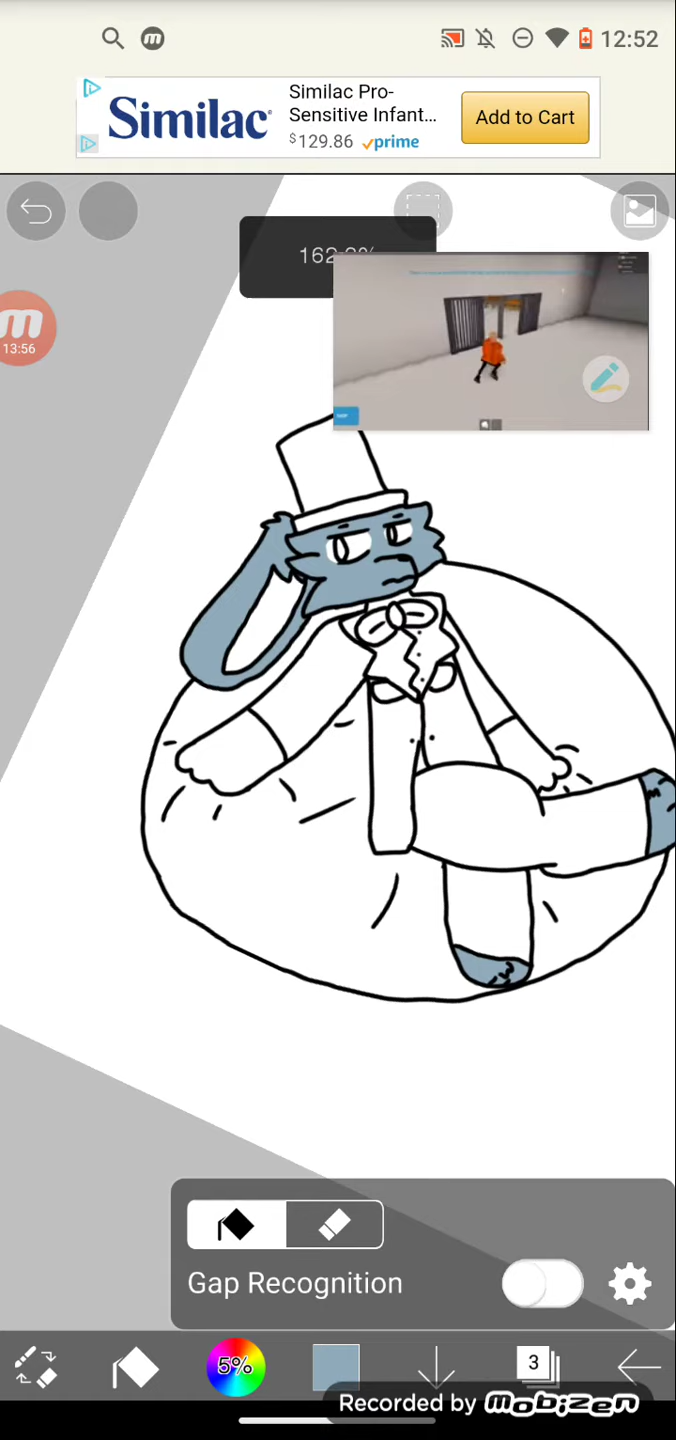 12:52
Similac Pro-
Sensitive Infant...
Similac
$129.86 prime
Add to Cart
13:56
Gap Recognition
5%
3
Recorded by mobizen